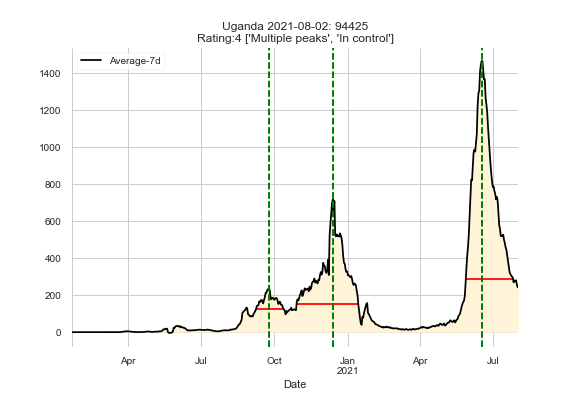 Uganda 2021-08-02: 94425
Rating:4 ['Multiple peaks', 'In control']
Average-7d
1400
1200
1000
800
600
400
200
0
Apr Jul Oct Jan Apr Jul
2021
Date